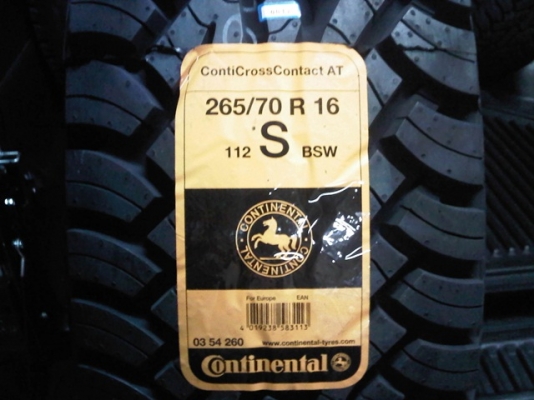 ContiCrossContact AT
265/70 R 16
112 S BSW
CONTINENTAL
CONTINENTAL
For Europe EAN
4 019238 583113
03 54 260 www.continental-tyres.com
Continental